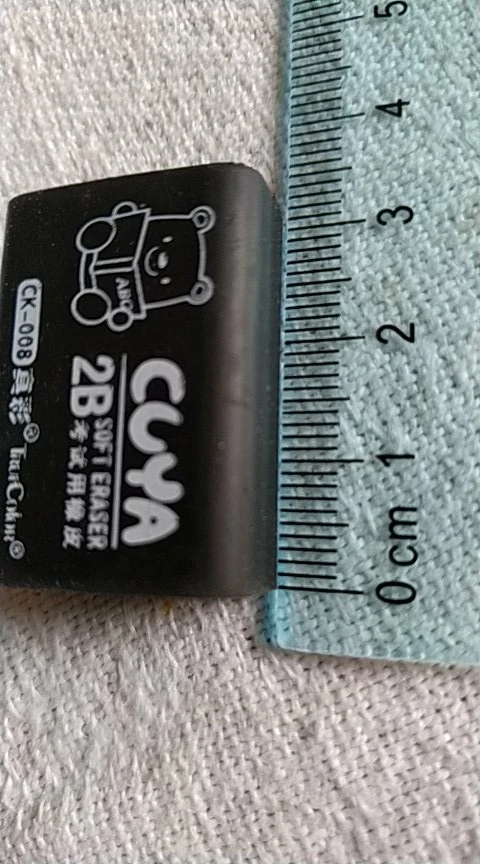 CUYA
2B SOFT ERASER
考试用橡皮
CK-008 真彩® TrueColor®
ABC
0 cm 1 2 3 4 5